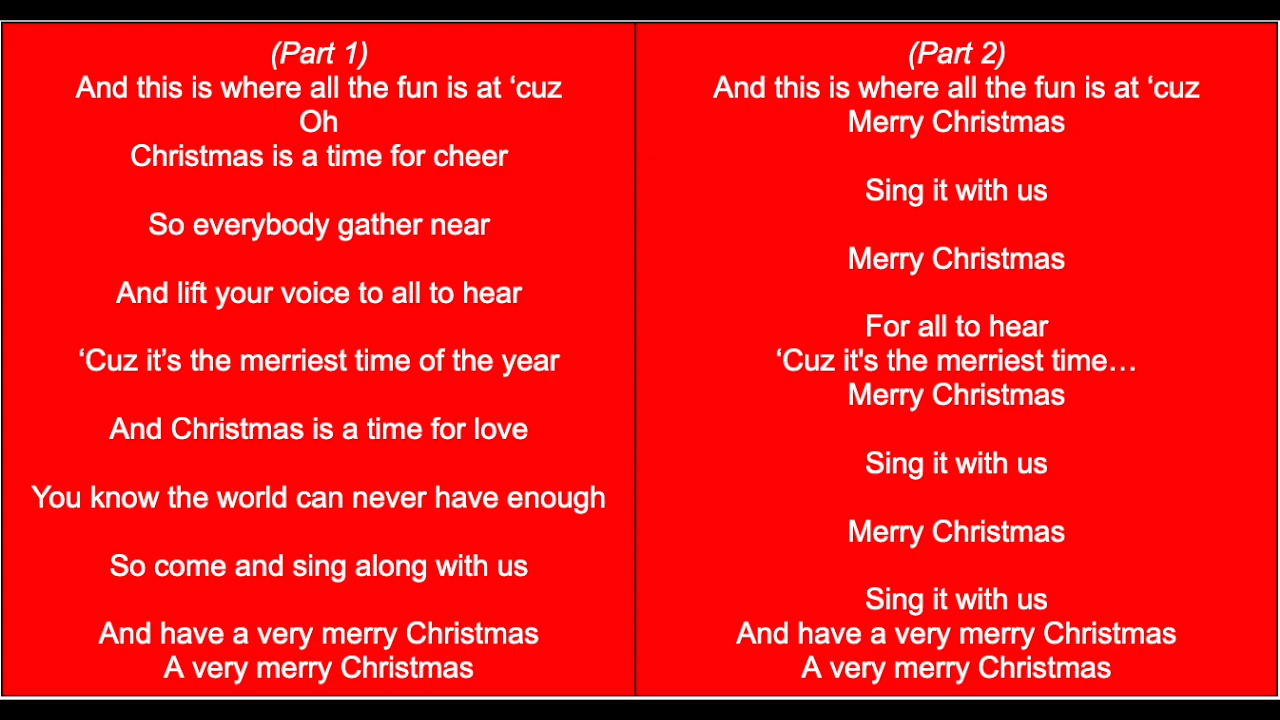 (Part 1)
And this is where all the fun is at ‘cuz
Oh
Christmas is a time for cheer
So everybody gather near
And lift your voice to all to hear
‘Cuz it’s the merriest time of the year
And Christmas is a time for love
You know the world can never have enough
So come and sing along with us
And have a very merry Christmas
A very merry Christmas
(Part 2)
And this is where all the fun is at ‘cuz
Merry Christmas
Sing it with us
Merry Christmas
For all to hear
‘Cuz it's the merriest time…
Merry Christmas
Sing it with us
Merry Christmas
Sing it with us
And have a very merry Christmas
A very merry Christmas